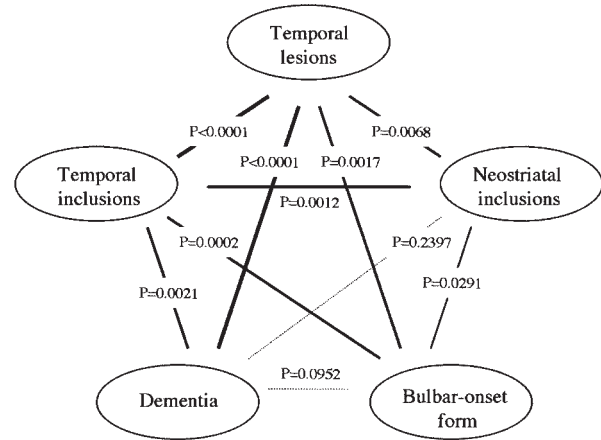 Temporal
lesions
P<0.0001
P=0.0068
P<0.0001
P=0.0017
Temporal
inclusions
Neostriatal
inclusions
P=0.0012
P=0.0002
P=0.2397
P=0.0021
P=0.0291
P=0.0952
Dementia
Bulbar-onset
form